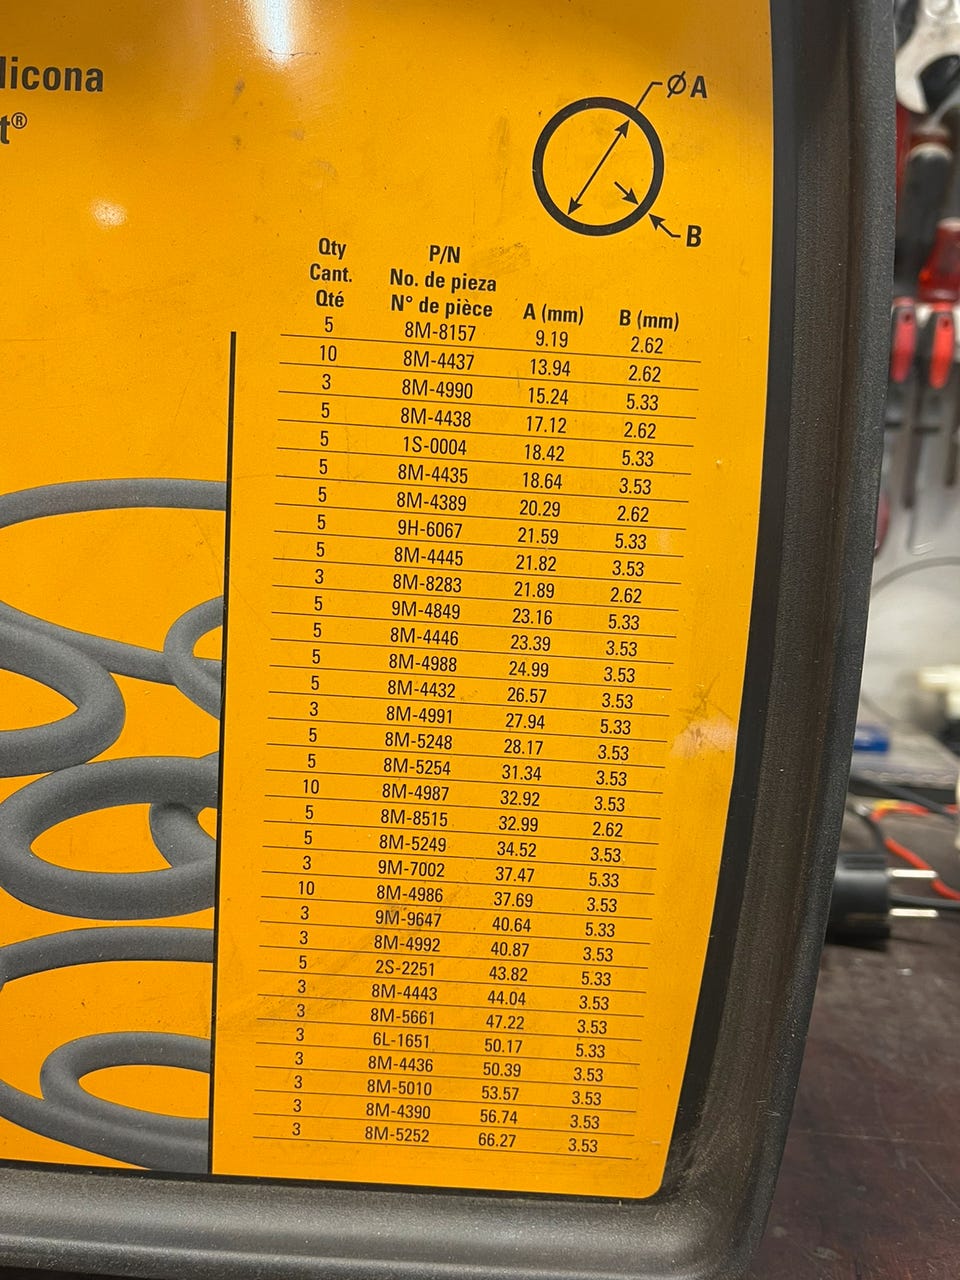 licona
t®
ØA
B
Qty P/N
Cant. No. de pieza
Qté N° de pièce A (mm) B (mm)
5 8M-8157 9.19 2.62
10 8M-4437 13.94 2.62
3 8M-4990 15.24 5.33
5 8M-4438 17.12 2.62
5 1S-0004 18.42 5.33
5 8M-4435 18.64 3.53
5 8M-4389 20.29 2.62
5 9H-6067 21.59 5.33
5 8M-4445 21.82 3.53
3 8M-8283 21.89 2.62
5 9M-4849 23.16 5.33
5 8M-4446 23.39 3.53
5 8M-4988 24.99 3.53
5 8M-4432 26.57 3.53
3 8M-4991 27.94 5.33
5 8M-5248 28.17 3.53
5 8M-5254 31.34 3.53
10 8M-4987 32.92 3.53
5 8M-8515 32.99 2.62
5 8M-5249 34.52 3.53
3 9M-7002 37.47 5.33
10 8M-4986 37.69 3.53
3 9M-9647 40.64 5.33
3 8M-4992 40.87 3.53
5 2S-2251 43.82 5.33
3 8M-4443 44.04 3.53
3 8M-5661 47.22 3.53
3 6L-1651 50.17 5.33
3 8M-4436 50.39 3.53
3 8M-5010 53.57 3.53
3 8M-4390 56.74 3.53
3 8M-5252 66.27 3.53